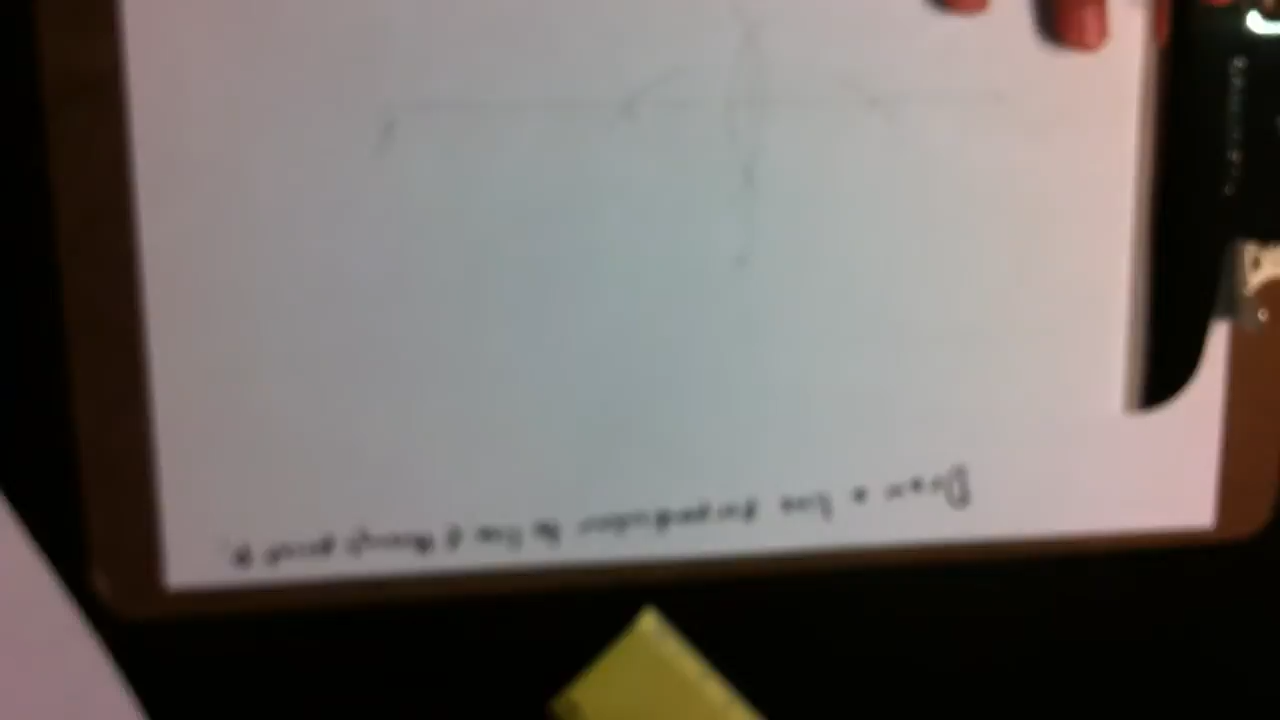 Draw a line perpendicular to line l through point P.